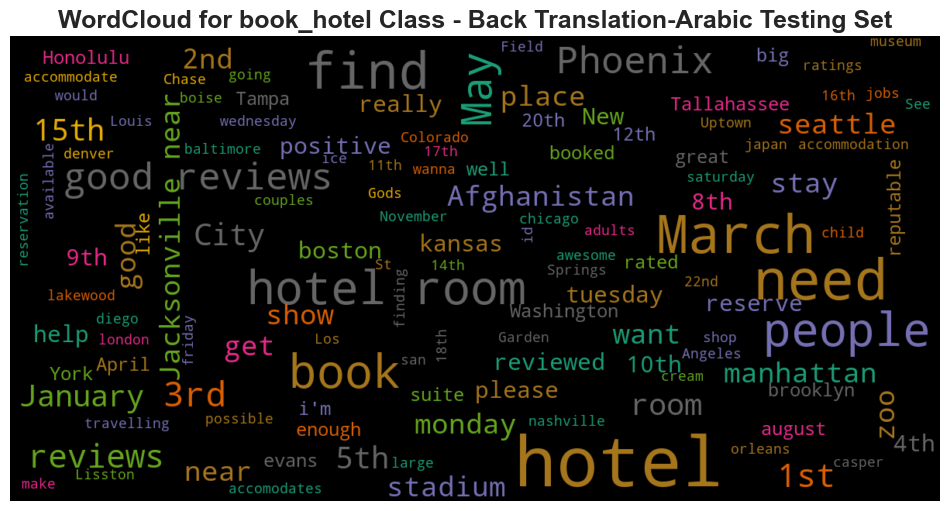 WordCloud for book_hotel Class - Back Translation-Arabic Testing Set
Honolulu 2nd find May Field Phoenix big museum ratings
accommodate Chase going
would boise Tampa really place Tallahassee 16th jobs See
15th Louis wednesday 20th New 12th Uptown seattle
denver baltimore positive Colorado 17th booked japan accommodation
available ice 11th wanna well great
good reviews couples Gods Afghanistan saturday stay reputable
reservation Jacksonville near November 8th
like good City chicago id adults March child
9th boston kansas awesome
St 14th Springs rated 22nd need
lakewood hotel room finding tuesday reserve
diego show Washington people
help london friday Los 18th Garden want shop
York April get san reviewed 10th Angeles manhattan
book cream brooklyn
January 3rd suite please room zoo
i'm
travelling possible enough monday nashville august 4th
reviews near evans 5th large hotel orleans casper 1st
Lisston
make accomodates stadium